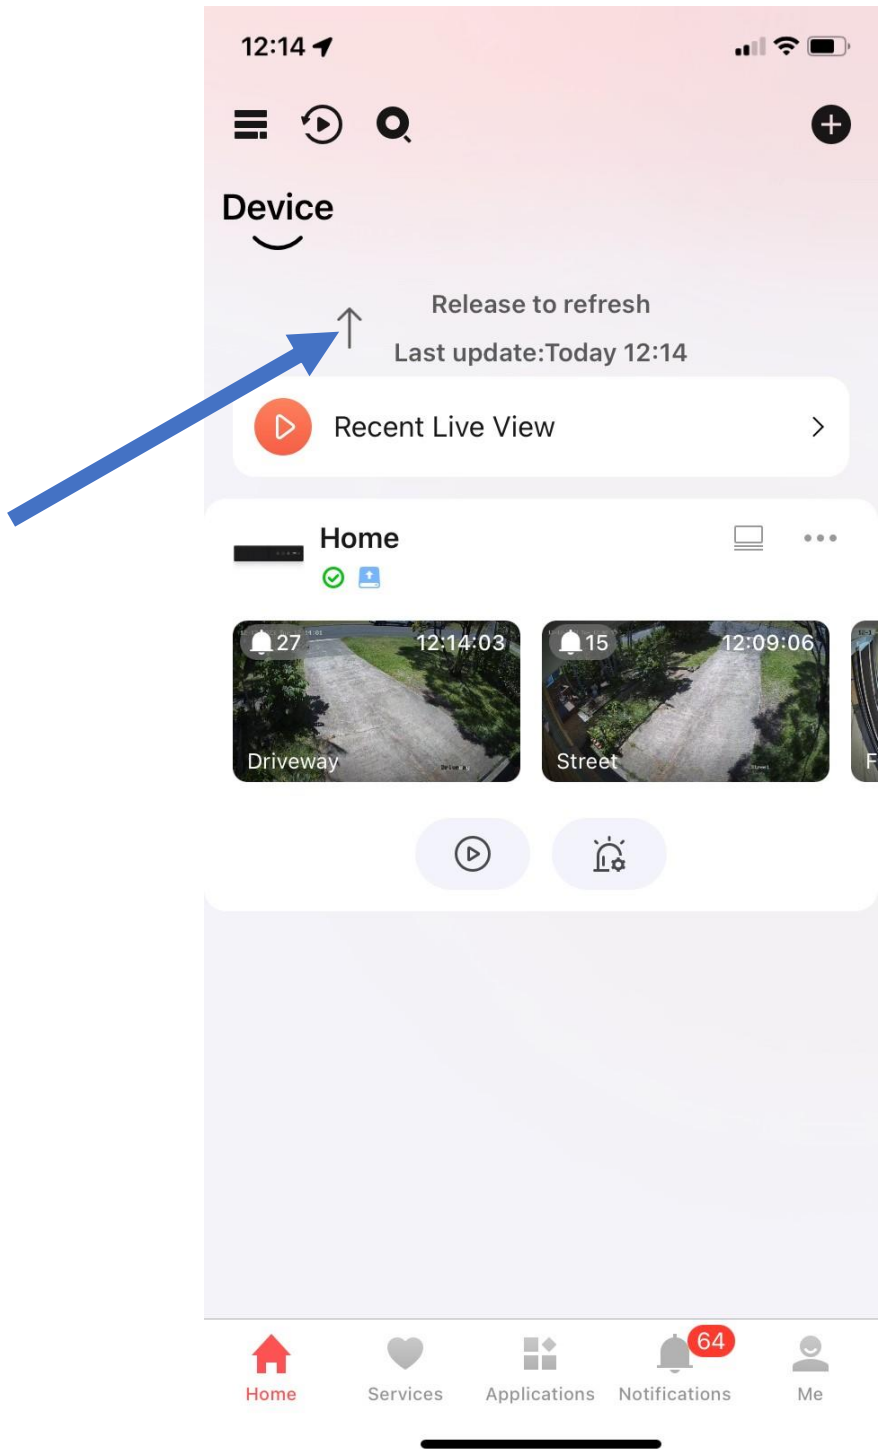 12:14
Device
Release to refresh
Last update:Today 12:14
Recent Live View
Home
27
12:14:03
Driveway
15
12:09:06
Street
F
64
Home
Services
Applications
Notifications
Me